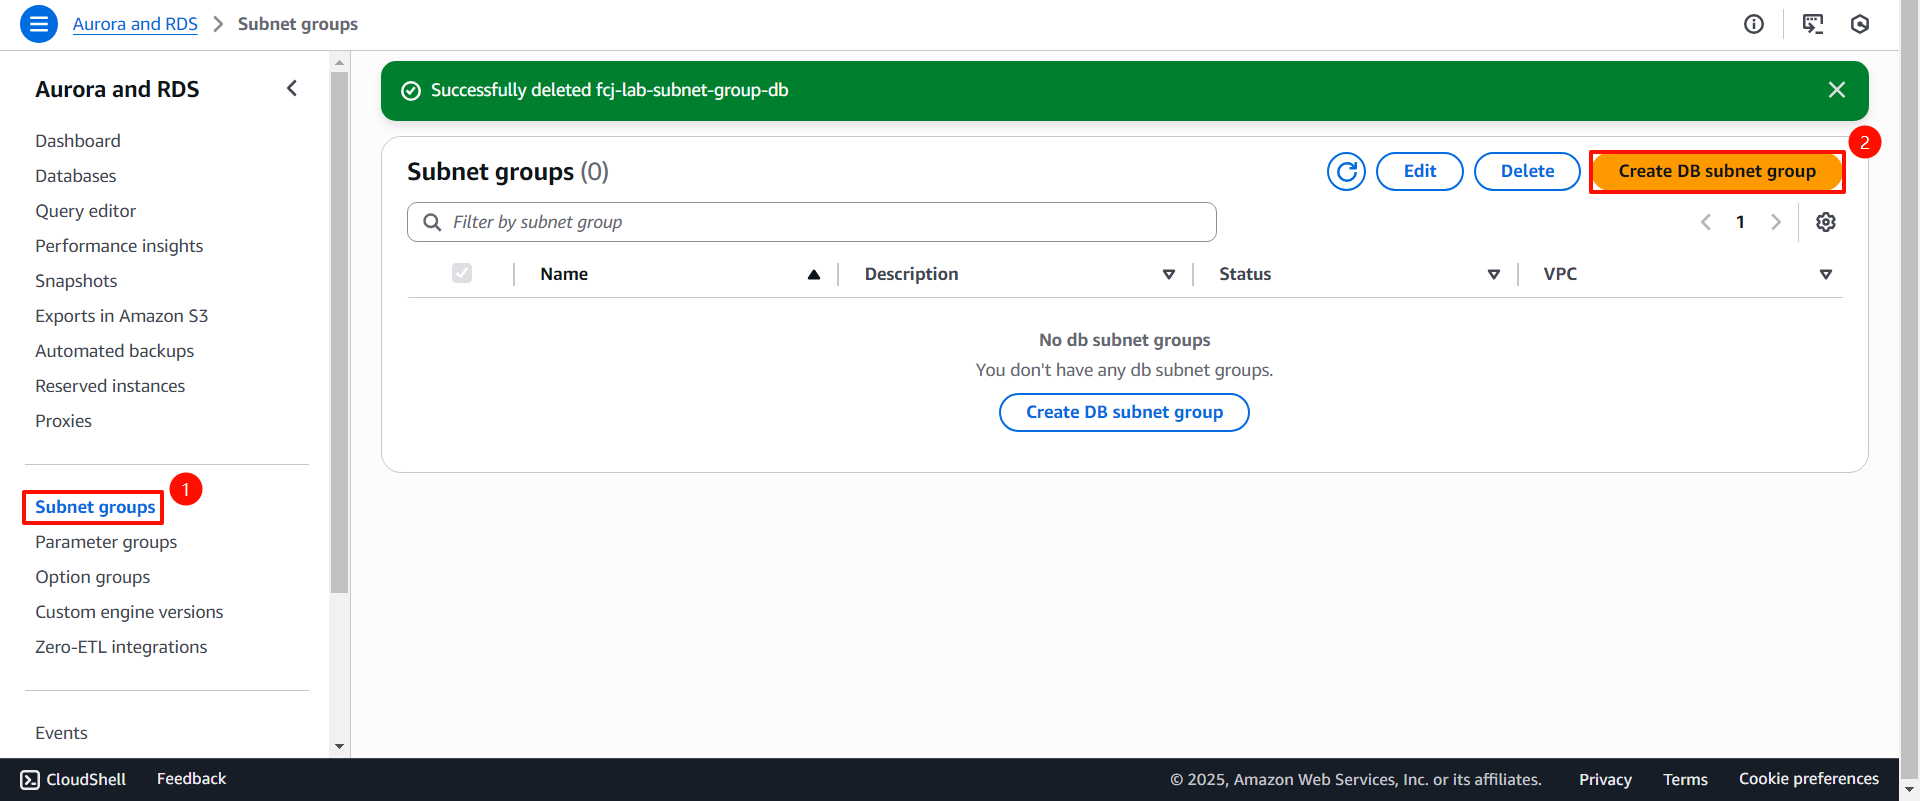 Aurora and RDS > Subnet groups
Aurora and RDS
Dashboard
Databases
Query editor
Performance insights
Snapshots
Exports in Amazon S3
Automated backups
Reserved instances
Proxies
Subnet groups
1
Parameter groups
Option groups
Custom engine versions
Zero-ETL integrations
Events
Successfully deleted fcj-lab-subnet-group-db
Subnet groups (0)
Edit
Delete
Create DB subnet group
2
Filter by subnet group
1
Name
Description
Status
VPC
No db subnet groups
You don't have any db subnet groups.
Create DB subnet group
CloudShell
Feedback
© 2025, Amazon Web Services, Inc. or its affiliates.
Privacy
Terms
Cookie preferences